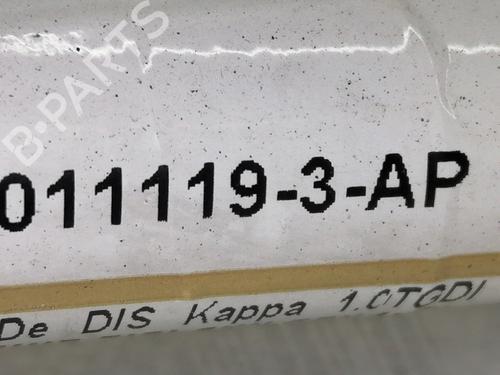 B-PARTS
011119-3-AP
De DIS Kappa 1.0TGDI